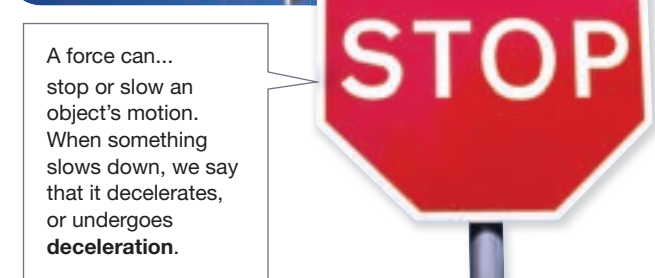 A force can...
stop or slow an
object's motion.
When something
slows down, we say
that it decelerates,
or undergoes
deceleration.
STOP